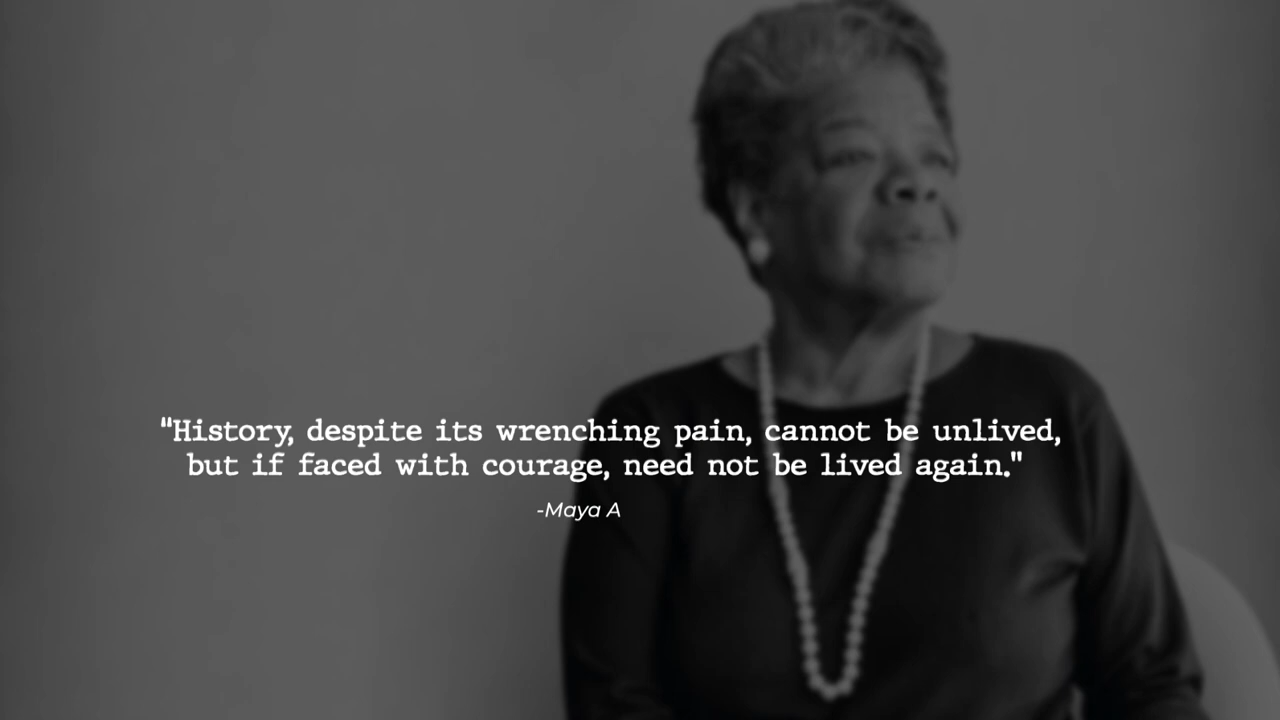 "History, despite its wrenching pain, cannot be unlived,
but if faced with courage, need not be lived again."
-Maya A